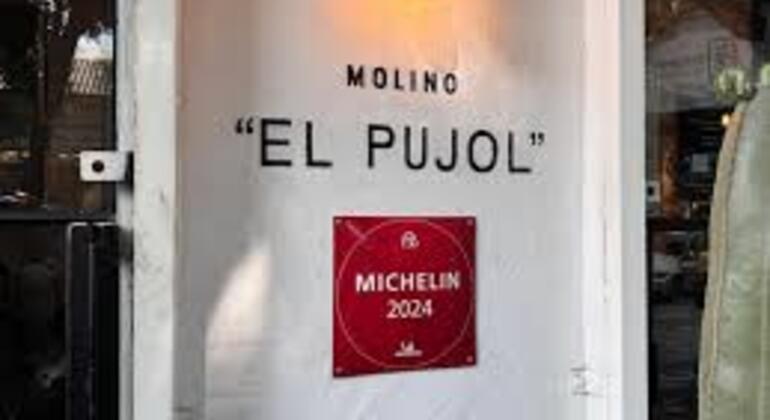 MOLINO
“EL PUJOL”
MICHELIN
2024